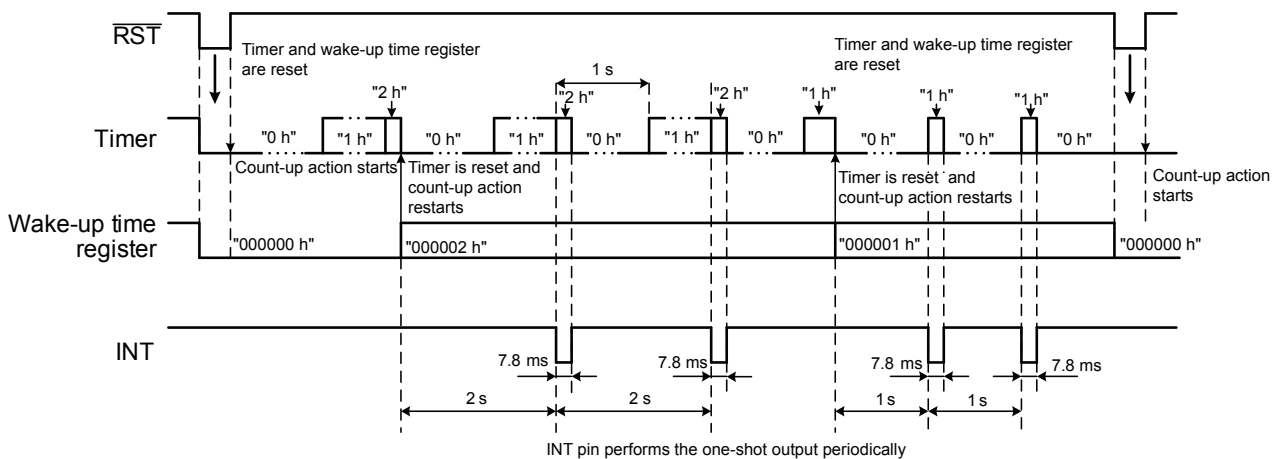 RST
Timer and wake-up time register
are reset
Timer and wake-up time register
are reset
1 s
"2 h"
"2 h"
"2 h"
"1 h"
"1 h"
"1 h"
Timer
"0 h"
"1 h"
"0 h"
"1 h"
"0 h"
"1 h"
"0 h"
"0 h"
"0 h"
"0 h"
Count-up action starts
Timer is reset and
count-up action
restarts
Timer is reset and
count-up action restarts
Count-up action
starts
Wake-up time
register
"000000 h"
"000002 h"
"000001 h"
"000000 h"
INT
7.8 ms
7.8 ms
7.8 ms
7.8 ms
2 s
2 s
1 s
1 s
INT pin performs the one-shot output periodically